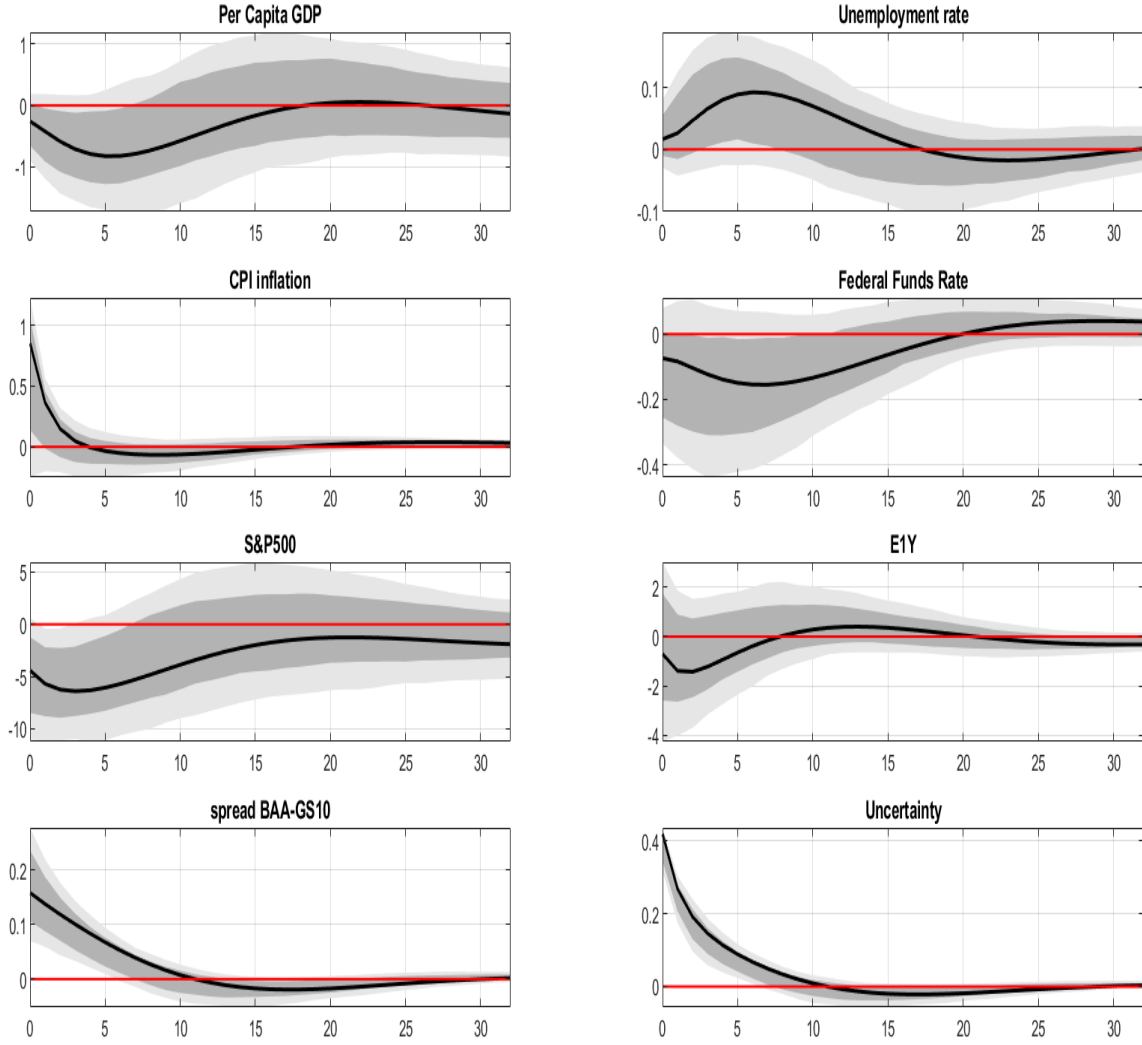 Per Capita GDP
1
0
-1
0 5 10 15 20 25 30
Unemployment rate
0.1
0
-0.1
0 5 10 15 20 25 30
CPI inflation
1
0.5
0
0 5 10 15 20 25 30
Federal Funds Rate
0
-0.2
-0.4
0 5 10 15 20 25 30
S&P500
5
0
-5
-10
0 5 10 15 20 25 30
E1Y
2
0
-2
-4
0 5 10 15 20 25 30
spread BAA-GS10
0.2
0.1
0
0 5 10 15 20 25 30
Uncertainty
0.4
0.2
0
0 5 10 15 20 25 30